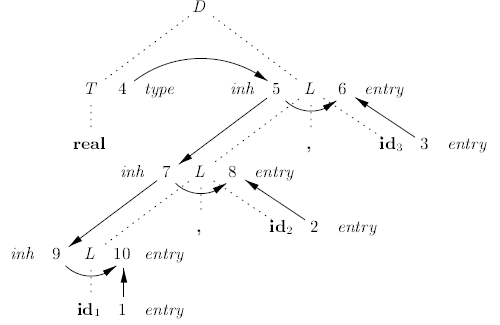 D
T 4 type inh 5 L 6 entry
real , id3 3 entry
inh 7 L 8 entry
, id2 2 entry
inh 9 L 10 entry
id1 1 entry